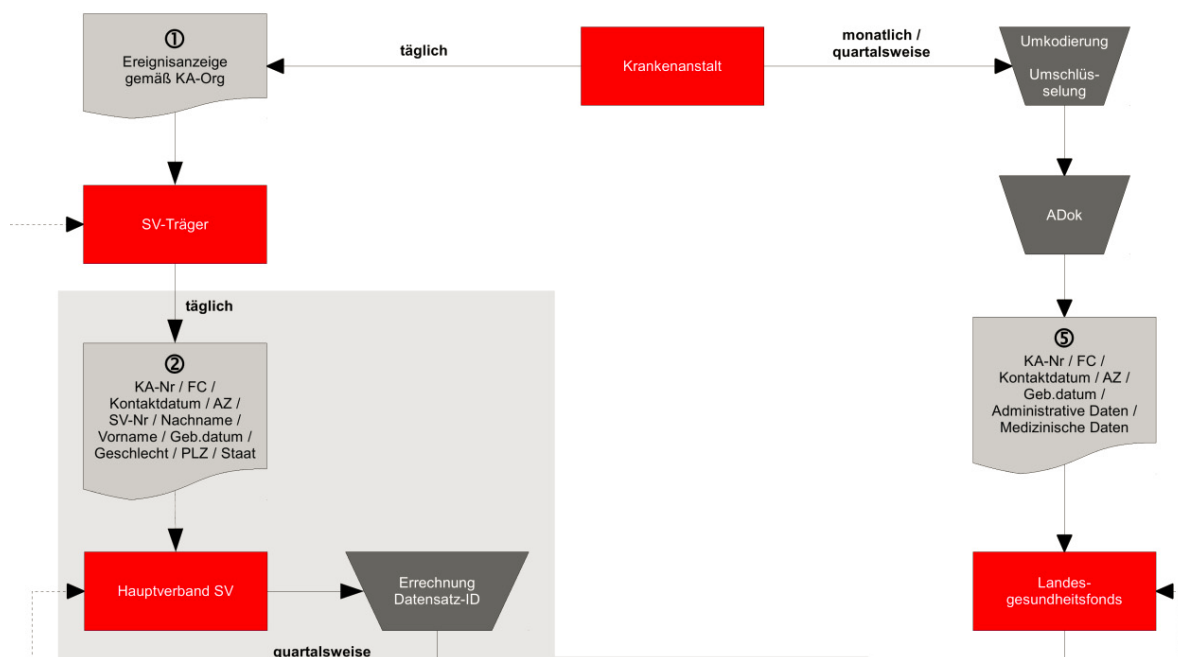 ①
Ereignisanzeige
gemäß KA-Org
täglich
Krankenanstalt
monatlich /
quartalsweise
Umkodierung
Umschlüs-
selung
SV-Träger
ADok
täglich
②
KA-Nr / FC /
Kontaktdatum / AZ /
SV-Nr / Nachname /
Vorname / Geb.datum /
Geschlecht / PLZ / Staat
⑤
KA-Nr / FC /
Kontaktdatum / AZ /
Geb.datum /
Administrative Daten /
Medizinische Daten
Hauptverband SV
Errechnung
Datensatz-ID
Landes-
gesundheitsfonds
quartalsweise